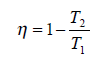 η = 1 − T₂/T₁